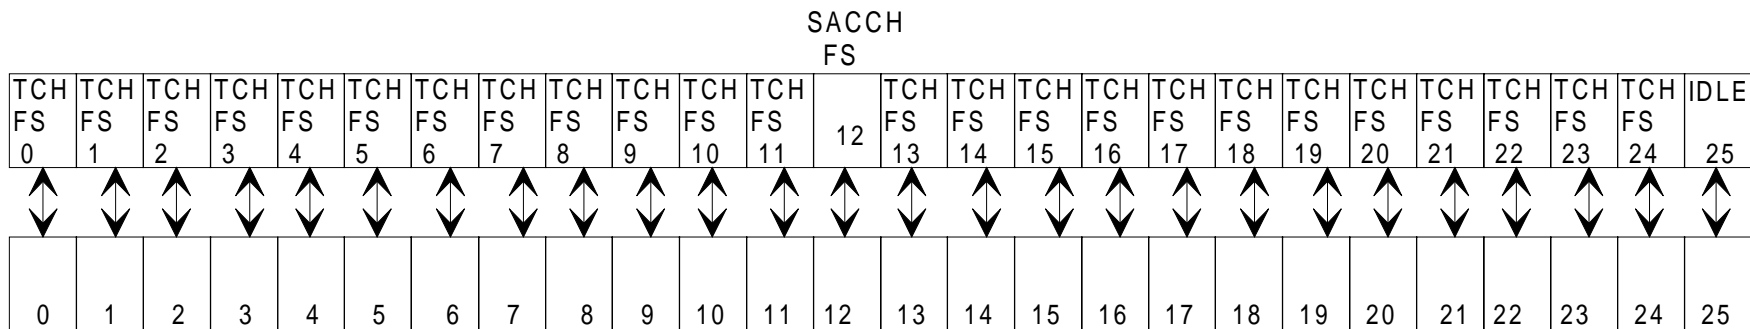 SACCH
FS
TCH TCH TCH TCH TCH TCH TCH TCH TCH TCH TCH TCH TCH TCH TCH TCH TCH TCH TCH TCH TCH TCH TCH TCH IDLE
FS FS FS FS FS FS FS FS FS FS FS FS FS FS FS FS FS FS FS FS FS FS FS FS
0 1 2 3 4 5 6 7 8 9 10 11 12 13 14 15 16 17 18 19 20 21 22 23 24 25
0 1 2 3 4 5 6 7 8 9 10 11 12 13 14 15 16 17 18 19 20 21 22 23 24 25